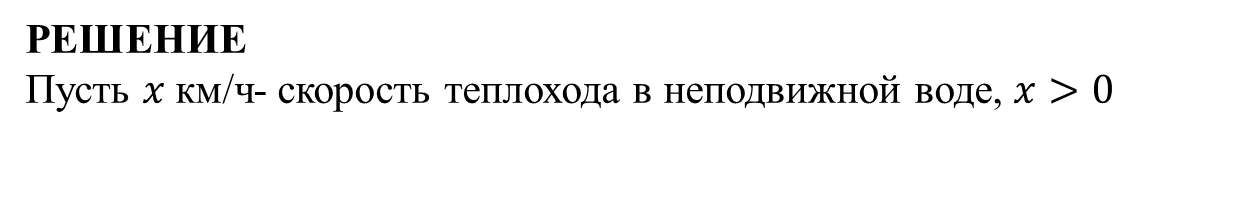 РЕШЕНИЕ
Пусть x км/ч- скорость теплохода в неподвижной воде, x > 0